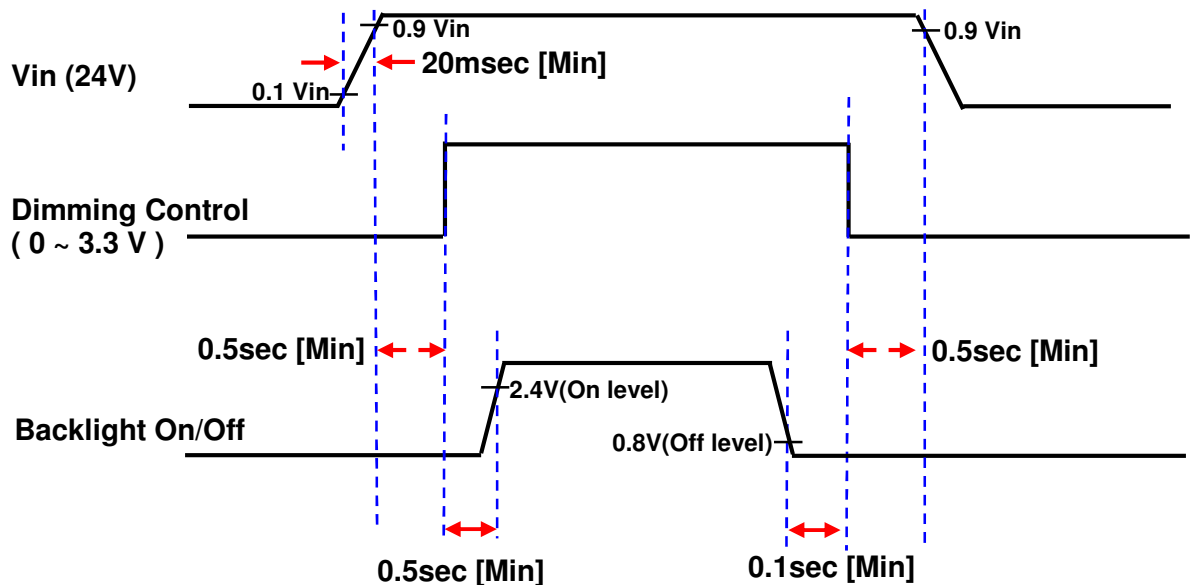 0.9 Vin
0.9 Vin
Vin (24V)
20msec [Min]
0.1 Vin
Dimming Control
( 0 ~ 3.3 V )
0.5sec [Min]
0.5sec [Min]
2.4V(On level)
Backlight On/Off
0.8V(Off level)
0.5sec [Min]
0.1sec [Min]